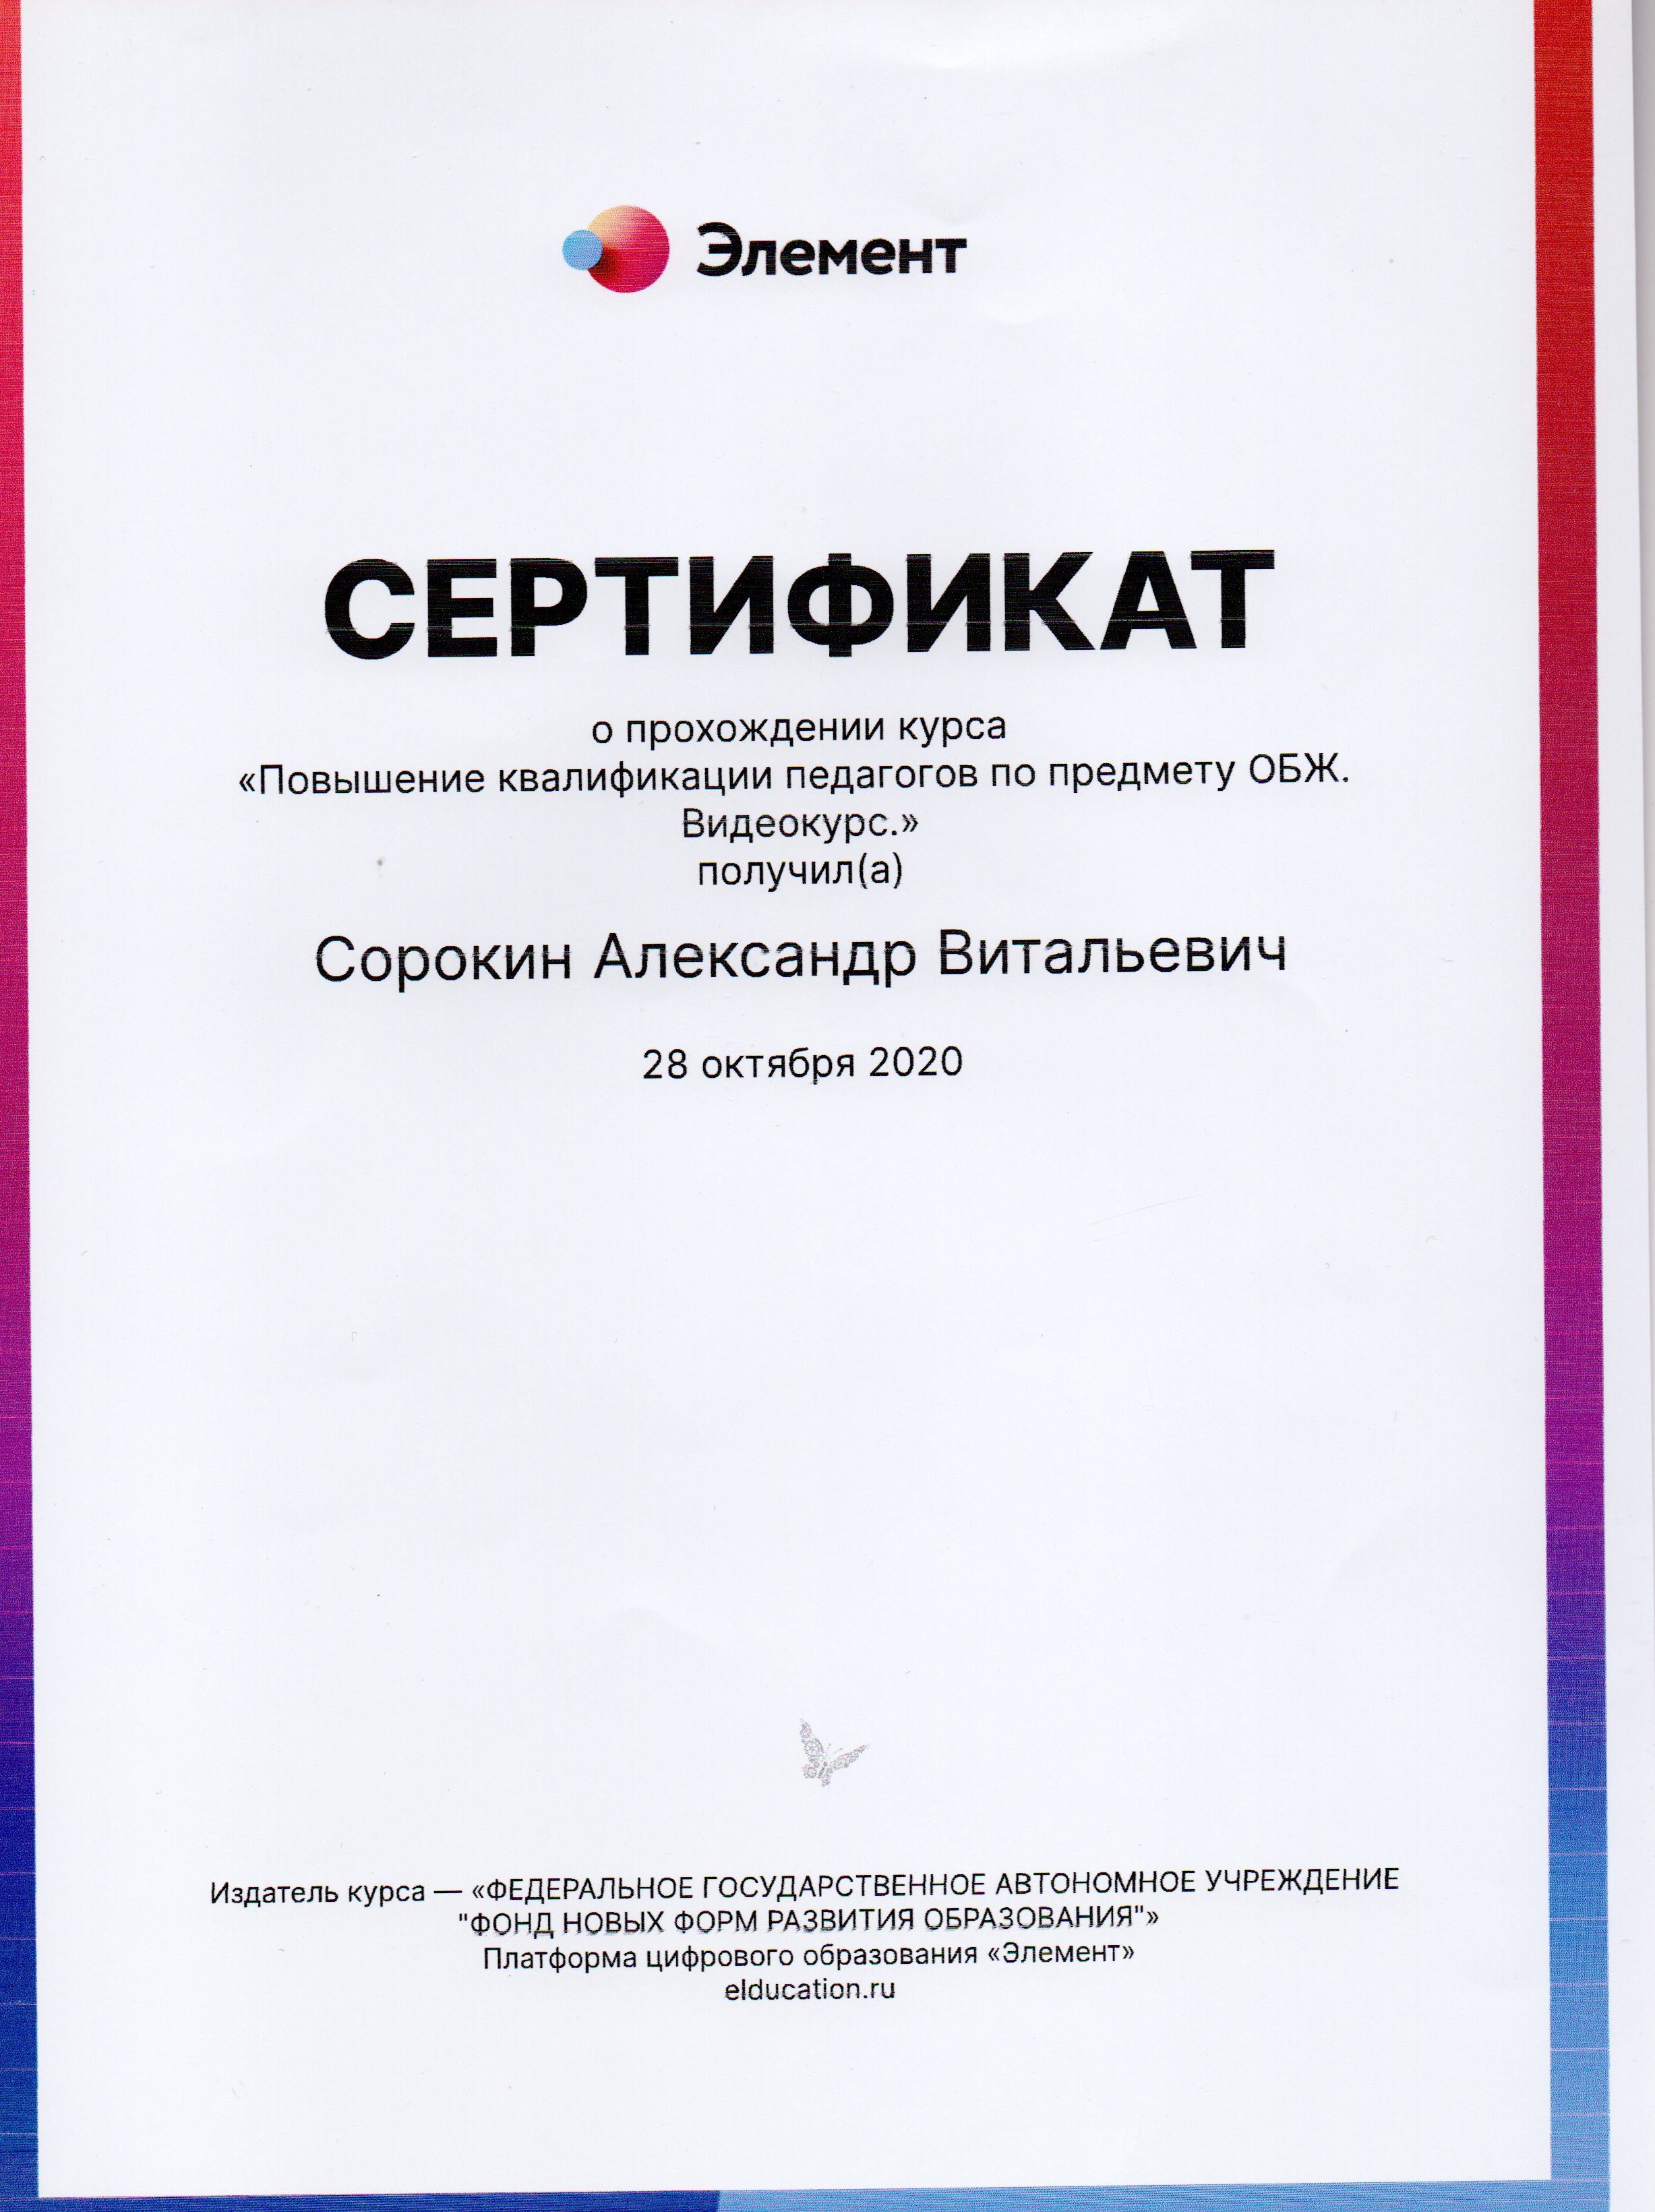 Элемент
СЕРТИФИКАТ
о прохождении курса
«Повышение квалификации педагогов по предмету ОБЖ.
Видеокурс.»
получил(а)
Сорокин Александр Витальевич
28 октября 2020
Издатель курса — «ФЕДЕРАЛЬНОЕ ГОСУДАРСТВЕННОЕ АВТОНОМНОЕ УЧРЕЖДЕНИЕ
"ФОНД НОВЫХ ФОРМ РАЗВИТИЯ ОБРАЗОВАНИЯ"»
Платформа цифрового образования «Элемент»
elducation.ru